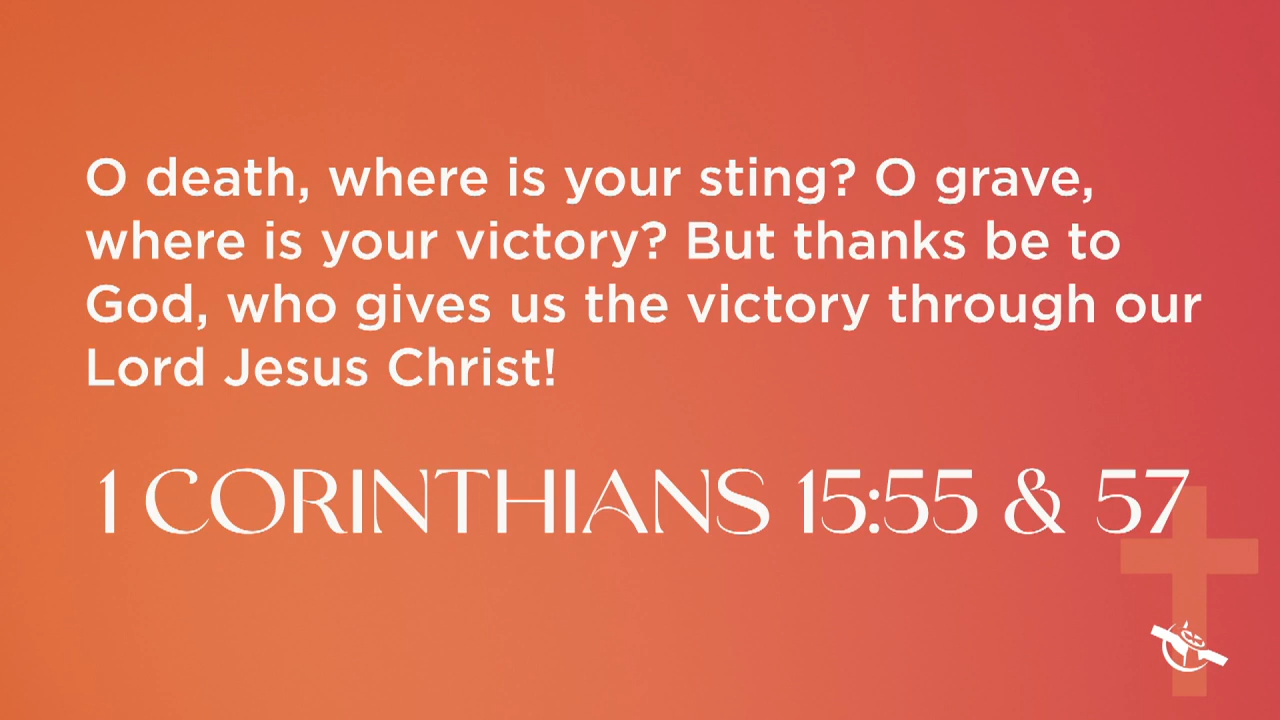 O death, where is your sting? O grave,
where is your victory? But thanks be to
God, who gives us the victory through our
Lord Jesus Christ!
1 CORINTHIANS 15:55 & 57